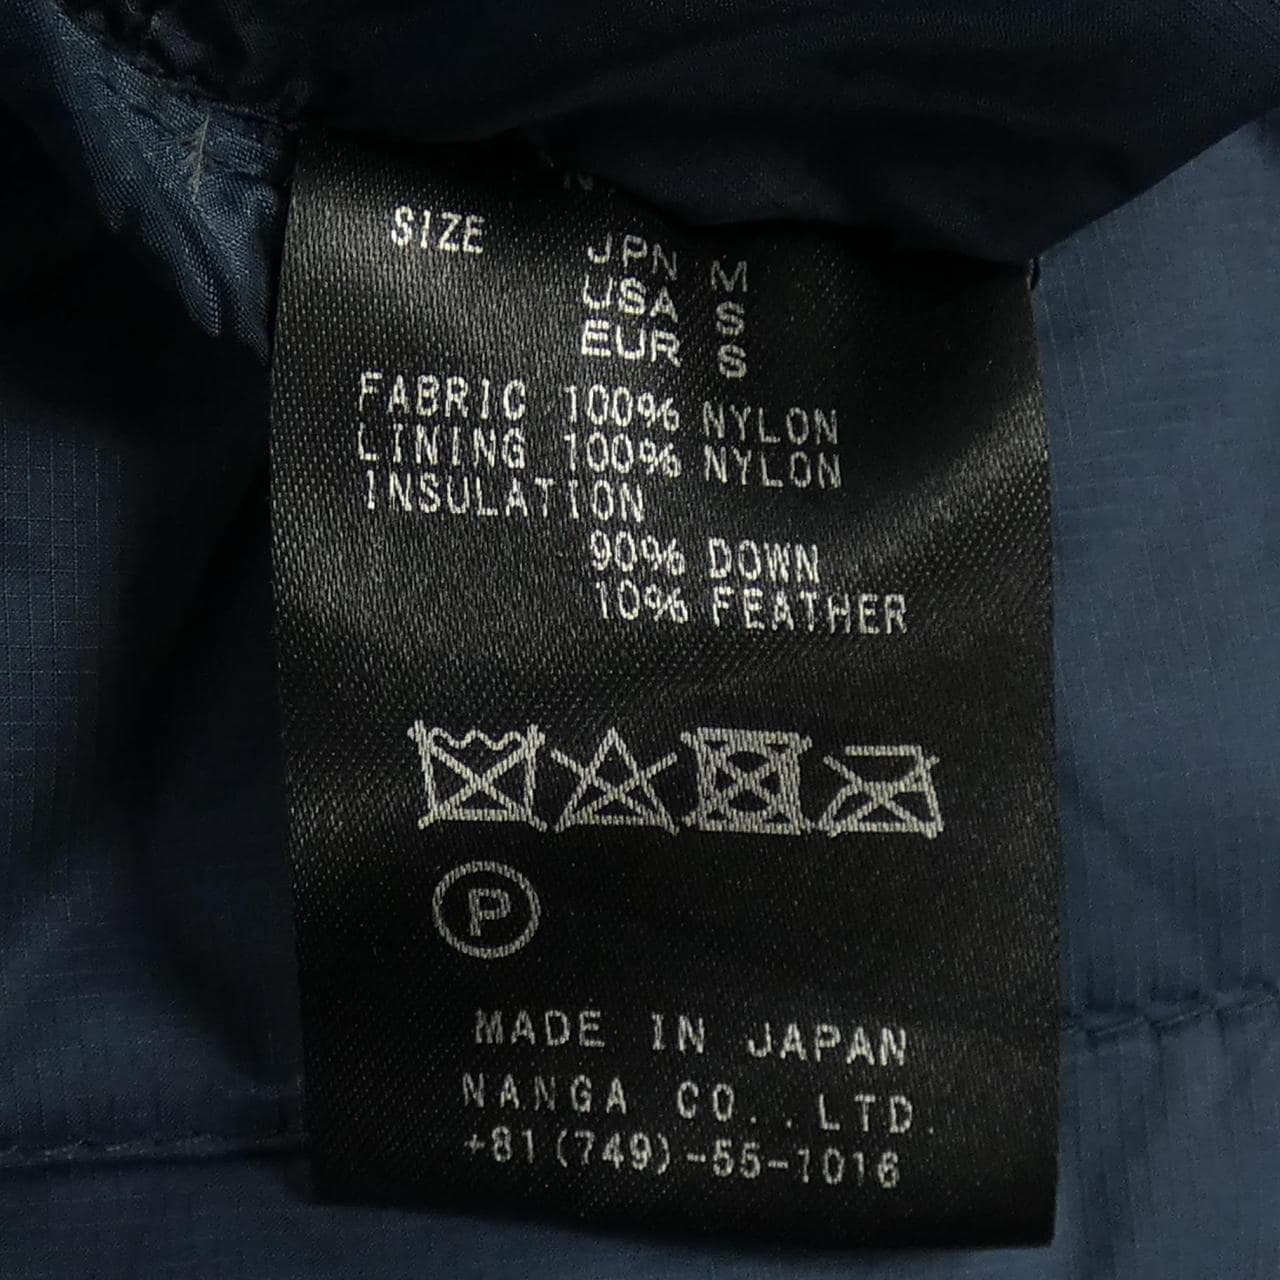 SIZE JPN M
USA S
EUR S
FABRIC 100% NYLON
LINING 100% NYLON
INSULATION
90% DOWN
10% FEATHER
P
MADE IN JAPAN
NANGA CO.,LTD.
+81(749)-55-1016